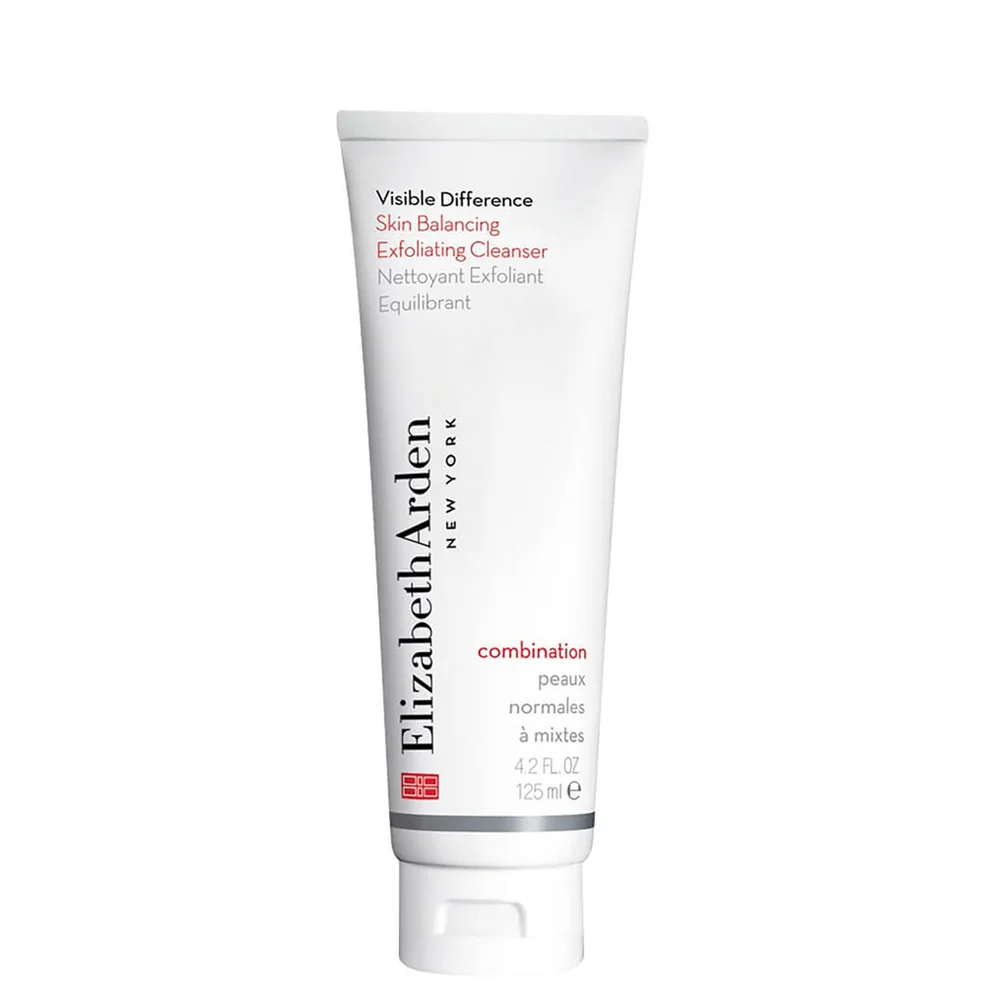 Visible Difference
Skin Balancing
Exfoliating Cleanser
Nettoyant Exfoliant
Equilibrant
ElizabethArden
NEW YORK
combination
peaux
normales
à mixtes
4.2 FL. OZ
125 ml e